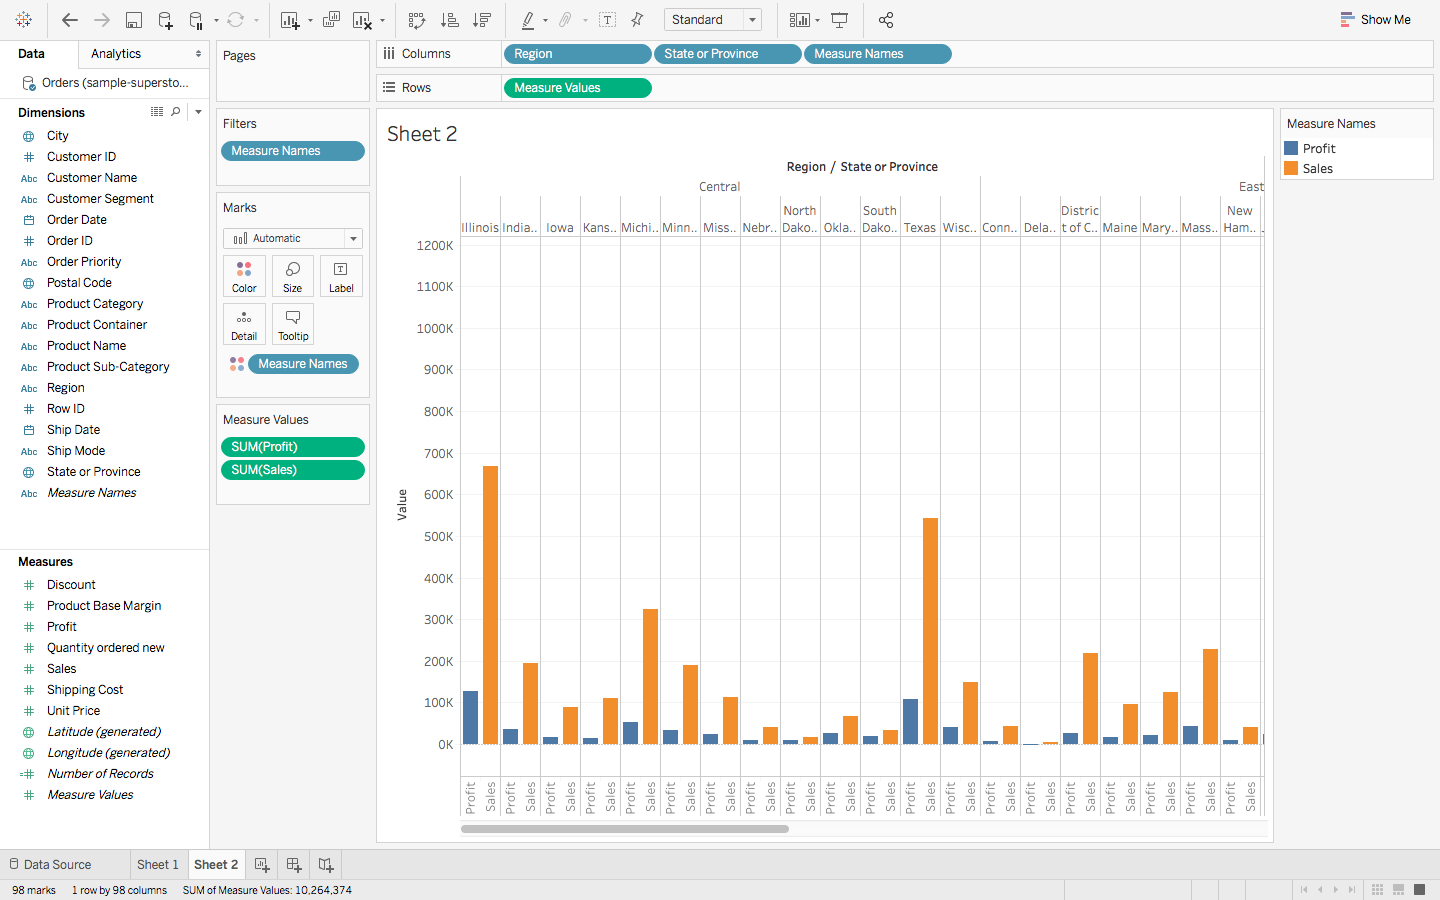 Standard
Show Me
Data
Analytics
Pages
Columns
Region
State or Province
Measure Names
Orders (sample-supersto...
Rows
Measure Values
Dimensions
City
Customer ID
Customer Name
Customer Segment
Order Date
Order ID
Order Priority
Postal Code
Product Category
Product Container
Product Name
Product Sub-Category
Region
Row ID
Ship Date
Ship Mode
State or Province
Measure Names
Measures
Discount
Product Base Margin
Profit
Quantity ordered new
Sales
Shipping Cost
Unit Price
Latitude (generated)
Longitude (generated)
Number of Records
Measure Values
Filters
Measure Names
Marks
Automatic
Color
Size
Label
Detail
Tooltip
Measure Names
Measure Values
SUM(Profit)
SUM(Sales)
Sheet 2
Region / State or Province
Central
East
Illinois
India..
Iowa
Kans..
Michi..
Minn..
Miss..
Nebr..
North
Dako..
Okla..
South
Dako..
Texas
Wisc..
Conn..
Dela..
Distric
t of C..
Maine
Mary..
Mass..
New
Ham..
1200K
1100K
1000K
900K
800K
700K
600K
500K
400K
300K
200K
100K
0K
Value
Profit
Sales
Profit
Sales
Profit
Sales
Profit
Sales
Profit
Sales
Profit
Sales
Profit
Sales
Profit
Sales
Profit
Sales
Profit
Sales
Profit
Sales
Profit
Sales
Profit
Sales
Profit
Sales
Profit
Sales
Profit
Sales
Profit
Sales
Profit
Sales
Profit
Sales
Profit
Sales
Measure Names
Profit
Sales
Data Source
Sheet 1
Sheet 2
98 marks
1 row by 98 columns
SUM of Measure Values: 10,264,374